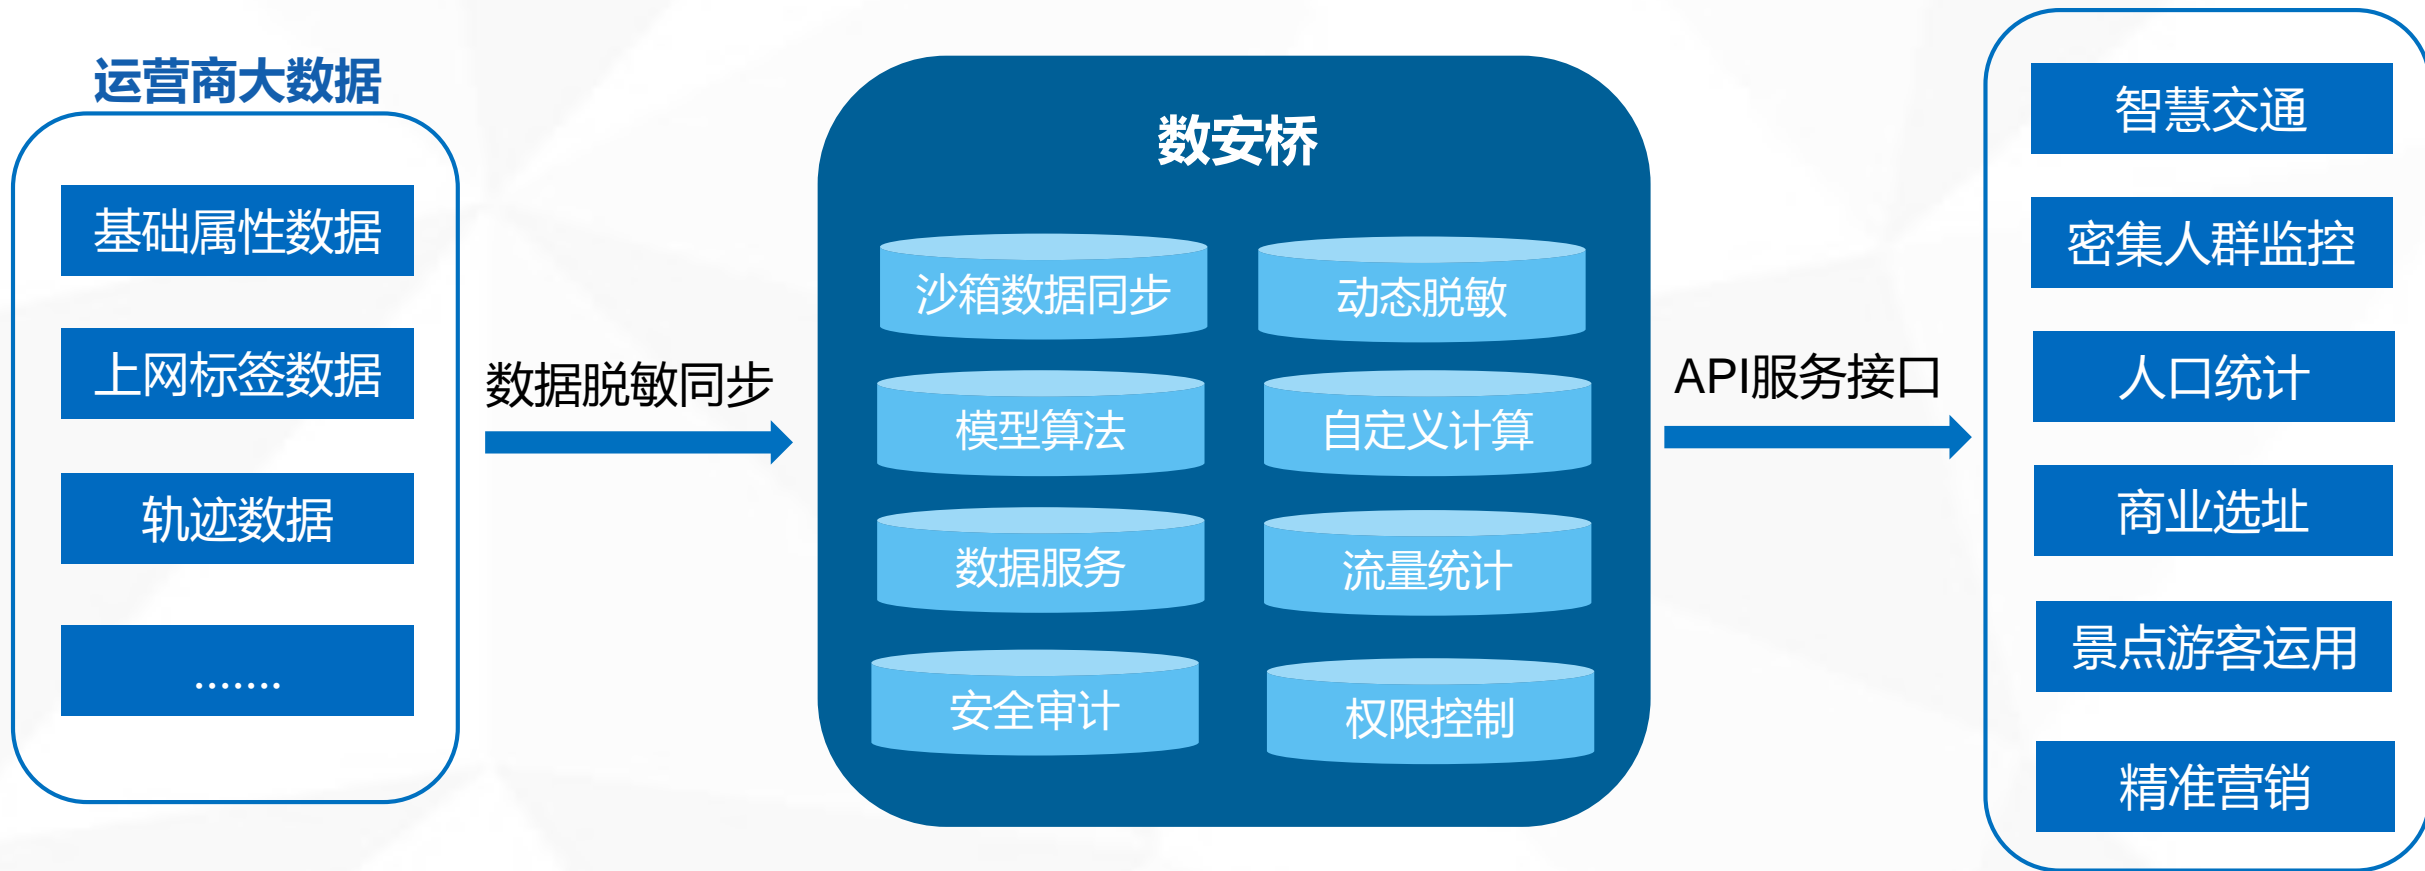 运营商大数据
基础属性数据
上网标签数据
轨迹数据
.......
数据脱敏同步
数安桥
沙箱数据同步
动态脱敏
模型算法
自定义计算
数据服务
流量统计
安全审计
权限控制
API服务接口
智慧交通
密集人群监控
人口统计
商业选址
景点游客运用
精准营销